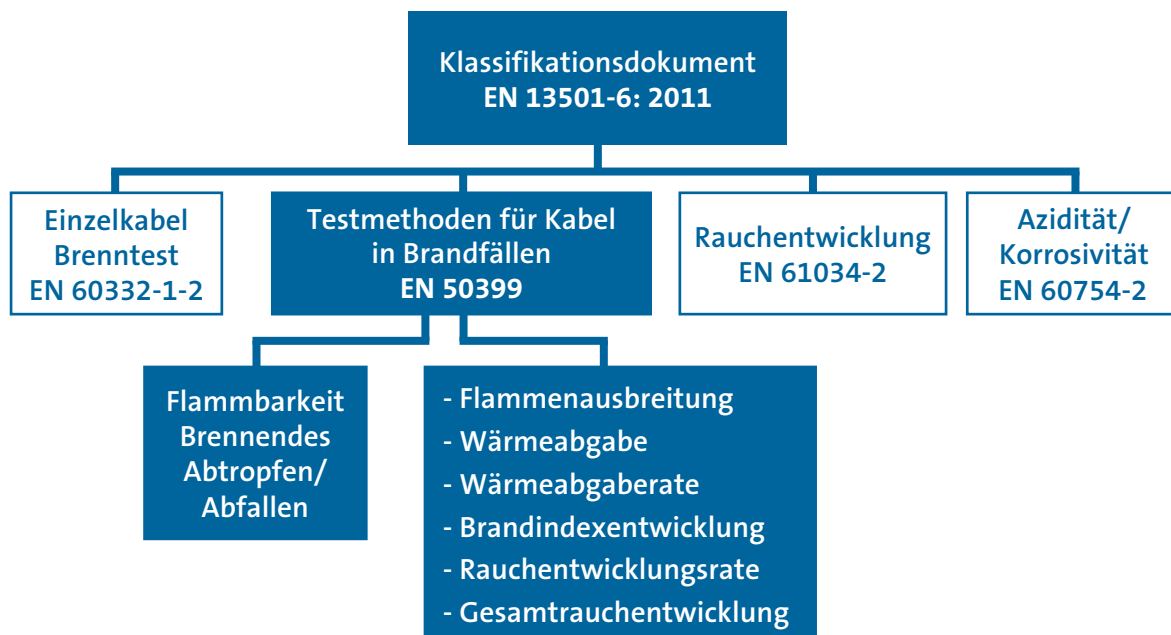 Klassifikationsdokument
EN 13501-6: 2011
Einzelkabel
Brenntest
EN 60332-1-2
Testmethoden für Kabel
in Brandfällen
EN 50399
Rauchentwicklung
EN 61034-2
Azidität/
Korrosivität
EN 60754-2
Flammbarkeit
Brennendes
Abtropfen/
Abfallen
- Flammenausbreitung
- Wärmeabgabe
- Wärmeabgaberate
- Brandindexentwicklung
- Rauchentwicklungsrate
- Gesamtrauchentwicklung